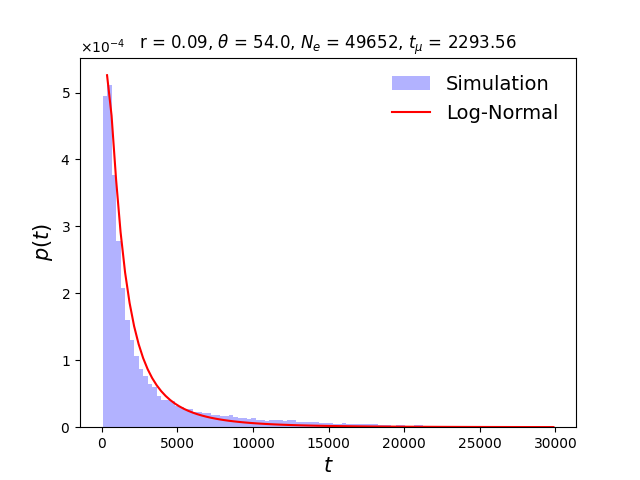 ×10⁻⁴ r = 0.09, θ = 54.0, Nₑ = 49652, t_μ = 2293.56
Simulation
Log-Normal
5
4
3
2
1
0
p(t)
0 5000 10000 15000 20000 25000 30000
t